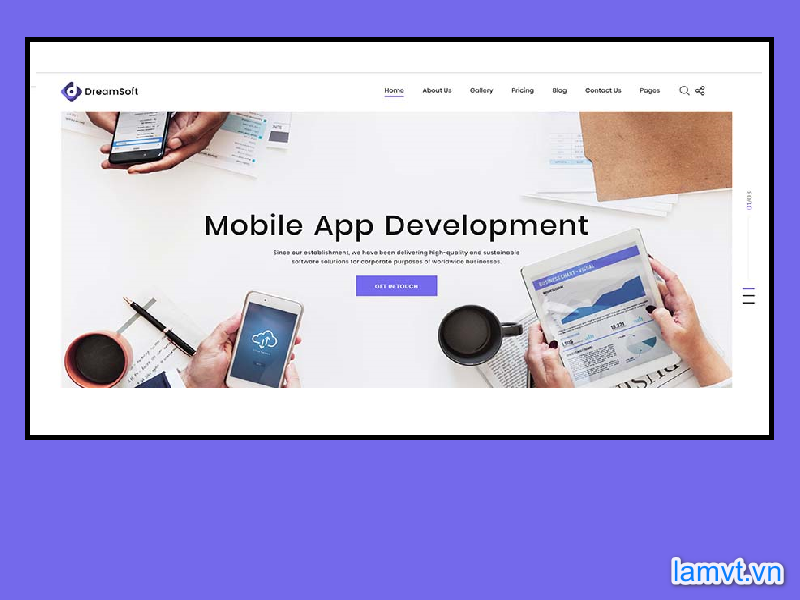 DreamSoft
Home About Us Gallery Pricing Blog Contact Us Pages
Mobile App Development
Since our establishment, we have been delivering high-quality and sustainable
software solutions for corporate purposes of worldwide businesses.
GET IN TOUCH
lamvt.vn